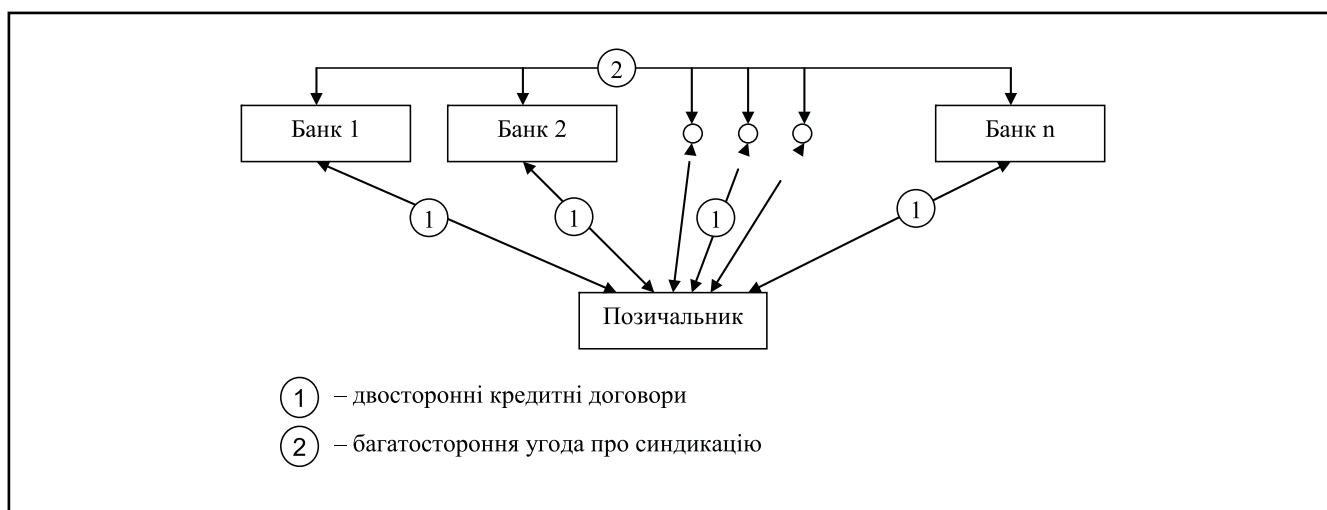 2
Банк 1
Банк 2
Банк n
1
1
1
1
Позичальник
1 – двосторонні кредитні договори
2 – багатостороння угода про синдикацію